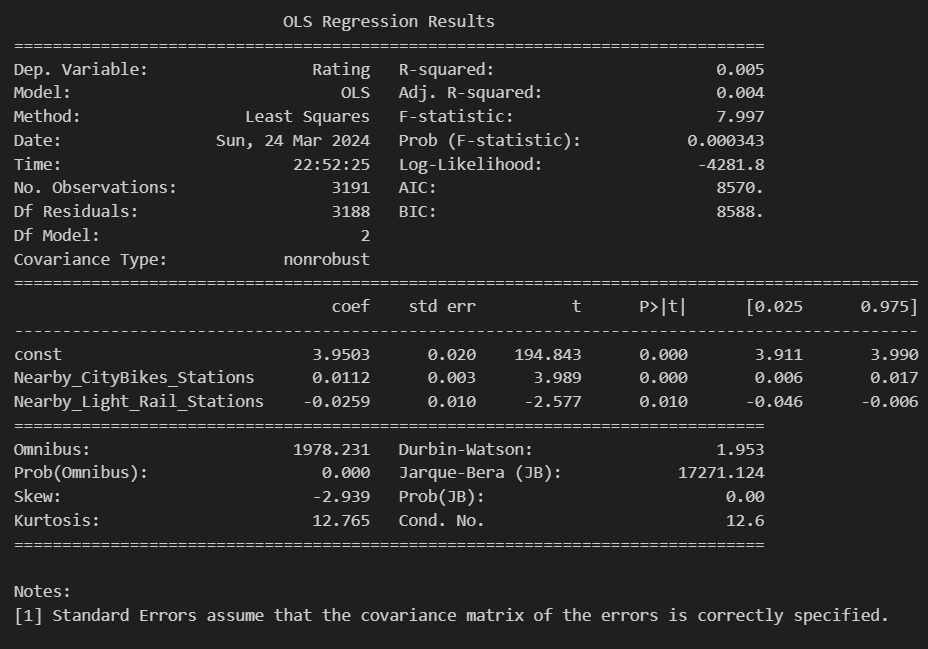 OLS Regression Results
==============================================================================
Dep. Variable:                 Rating   R-squared:                       0.005
Model:                            OLS   Adj. R-squared:                  0.004
Method:                 Least Squares   F-statistic:                     7.997
Date:                Sun, 24 Mar 2024   Prob (F-statistic):           0.000343
Time:                        22:52:25   Log-Likelihood:                -4281.8
No. Observations:                3191   AIC:                             8570.
Df Residuals:                    3188   BIC:                             8588.
Df Model:                           2
Covariance Type:            nonrobust
==============================================================================================
                                 coef    std err          t      P>|t|      [0.025      0.975]
----------------------------------------------------------------------------------------------
const                          3.9503      0.020    194.843      0.000       3.911       3.990
Nearby_CityBikes_Stations      0.0112      0.003      3.989      0.000       0.006       0.017
Nearby_Light_Rail_Stations    -0.0259      0.010     -2.577      0.010      -0.046      -0.006
==============================================================================
Omnibus:                     1978.231   Durbin-Watson:                   1.953
Prob(Omnibus):                  0.000   Jarque-Bera (JB):            17271.124
Skew:                          -2.939   Prob(JB):                         0.00
Kurtosis:                      12.765   Cond. No.                         12.6
==============================================================================
Notes:
[1] Standard Errors assume that the covariance matrix of the errors is correctly specified.